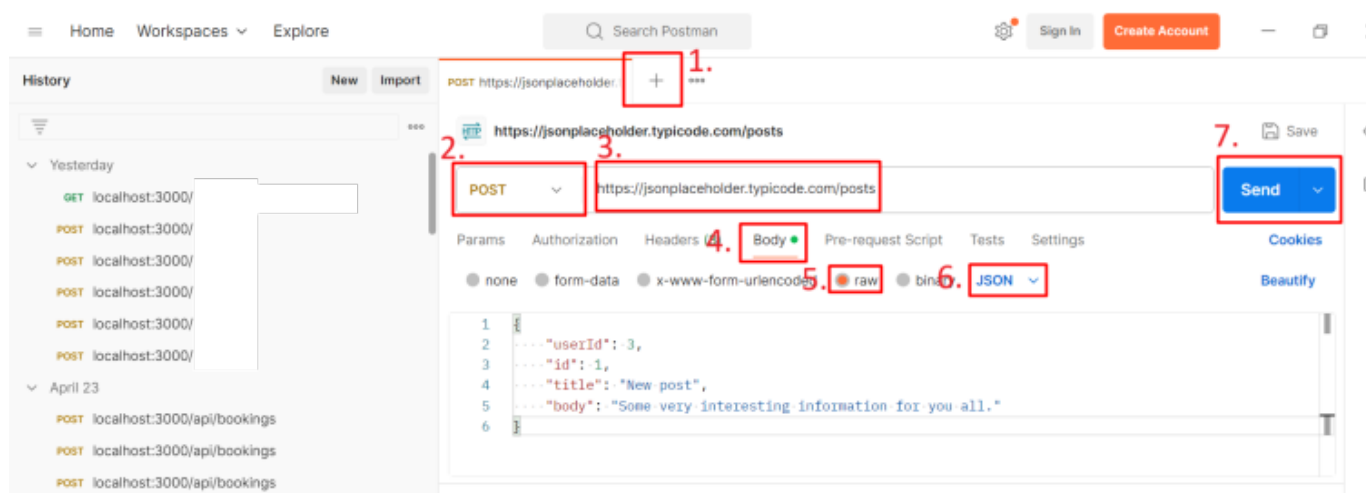 Home Workspaces Explore Search Postman Sign In Create Account
History New Import
POST https://jsonplaceholder. + 1.
https://jsonplaceholder.typicode.com/posts Save
2. 3. 7.
POST https://jsonplaceholder.typicode.com/posts Send
Params Authorization Headers 4. Body Pre-request Script Tests Settings Cookies
none form-data x-www-form-urlencoded 5. raw binary 6. JSON Beautify
1 {
2 "userId": 3,
3 "id": 1,
4 "title": "New post",
5 "body": "Some very interesting information for you all."
6 }
Yesterday
GET localhost:3000/
POST localhost:3000/
POST localhost:3000/
POST localhost:3000/
POST localhost:3000/
POST localhost:3000/
April 23
POST localhost:3000/api/bookings
POST localhost:3000/api/bookings
POST localhost:3000/api/bookings